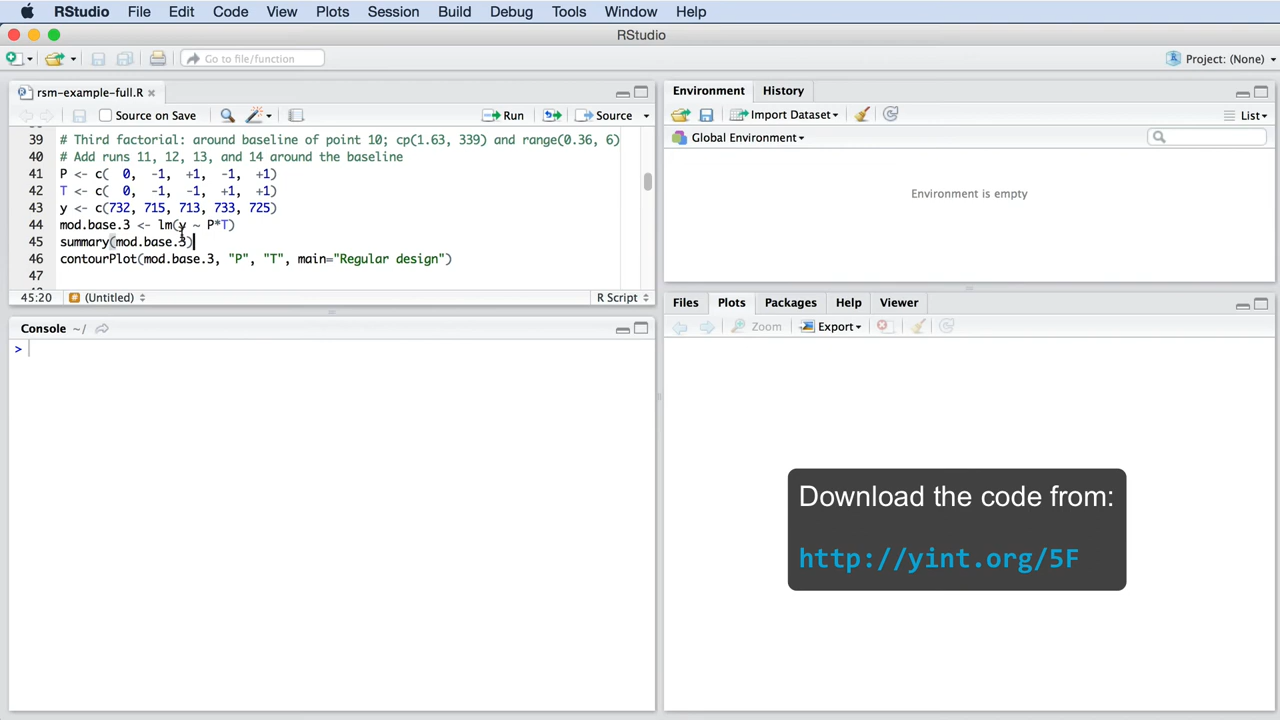 RStudio File Edit Code View Plots Session Build Debug Tools Window Help
RStudio
Go to file/function
Project: (None)
rsm-example-full.R
Source on Save
Run
Source
39 # Third factorial: around baseline of point 10; cp(1.63, 339) and range(0.36, 6)
40 # Add runs 11, 12, 13, and 14 around the baseline
41 P <- c( 0, -1, +1, -1, +1)
42 T <- c( 0, -1, -1, +1, +1)
43 y <- c(732, 715, 713, 733, 725)
44 mod.base.3 <- lm(y ~ P*T)
45 summary(mod.base.3)
46 contourPlot(mod.base.3, "P", "T", main="Regular design")
47
45:20 # (Untitled) R Script
Console ~/
>
Environment History
Import Dataset
List
Global Environment
Environment is empty
Files Plots Packages Help Viewer
Zoom Export
Download the code from:
http://yint.org/5F